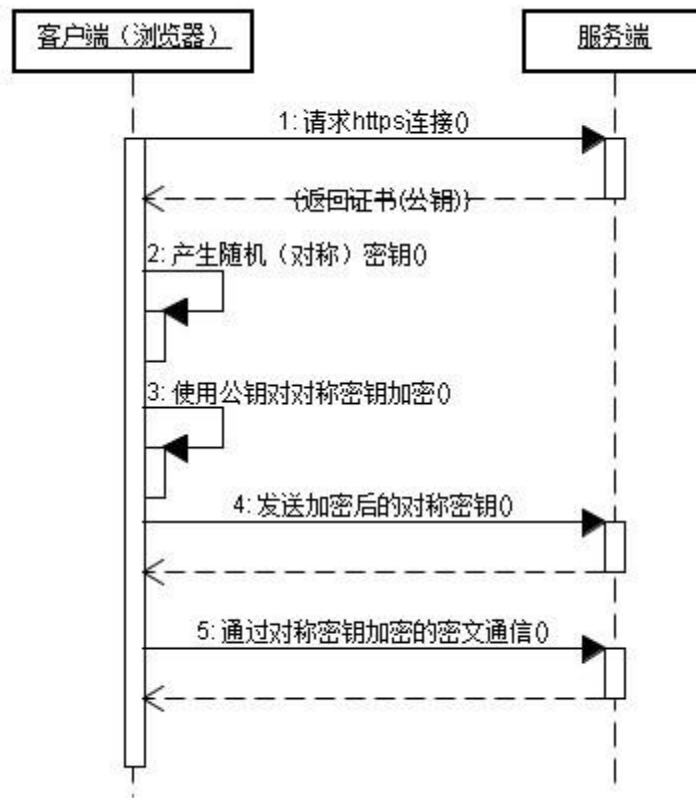 客户端（浏览器）
服务端
1: 请求https连接()
(返回证书(公钥))
2: 产生随机（对称）密钥()
3: 使用公钥对对称密钥加密()
4: 发送加密后的对称密钥()
5: 通过对称密钥加密的密文通信()